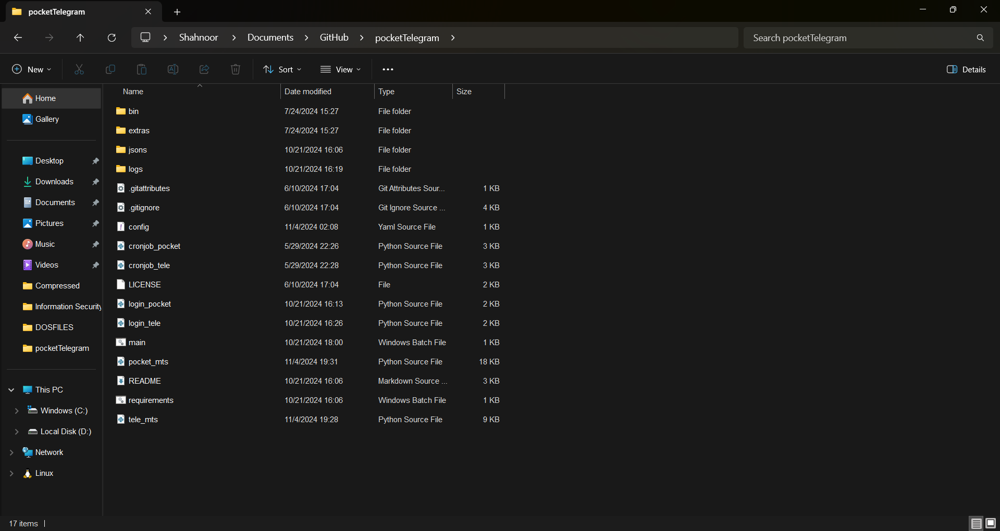 pocketTelegram
Shahnoor > Documents > GitHub > pocketTelegram >
Search pocketTelegram
New
Sort
View
Details
Home
Gallery
Desktop
Downloads
Documents
Pictures
Music
Videos
Compressed
Information Security
DOSFILES
pocketTelegram
This PC
Windows (C:)
Local Disk (D:)
Network
Linux
Name Date modified Type Size
bin 7/24/2024 15:27 File folder
extras 7/24/2024 15:27 File folder
jsons 10/21/2024 16:06 File folder
logs 10/21/2024 16:19 File folder
.gitattributes 6/10/2024 17:04 Git Attributes Sour... 1 KB
.gitignore 6/10/2024 17:04 Git Ignore Source ... 4 KB
config 11/4/2024 02:08 Yaml Source File 1 KB
cronjob_pocket 5/29/2024 22:26 Python Source File 3 KB
cronjob_tele 5/29/2024 22:28 Python Source File 3 KB
LICENSE 6/10/2024 17:04 File 2 KB
login_pocket 10/21/2024 16:13 Python Source File 2 KB
login_tele 10/21/2024 16:26 Python Source File 2 KB
main 10/21/2024 18:00 Windows Batch File 1 KB
pocket_mts 11/4/2024 19:31 Python Source File 18 KB
README 10/21/2024 16:06 Markdown Source ... 3 KB
requirements 10/21/2024 16:06 Windows Batch File 1 KB
tele_mts 11/4/2024 19:28 Python Source File 9 KB
17 items